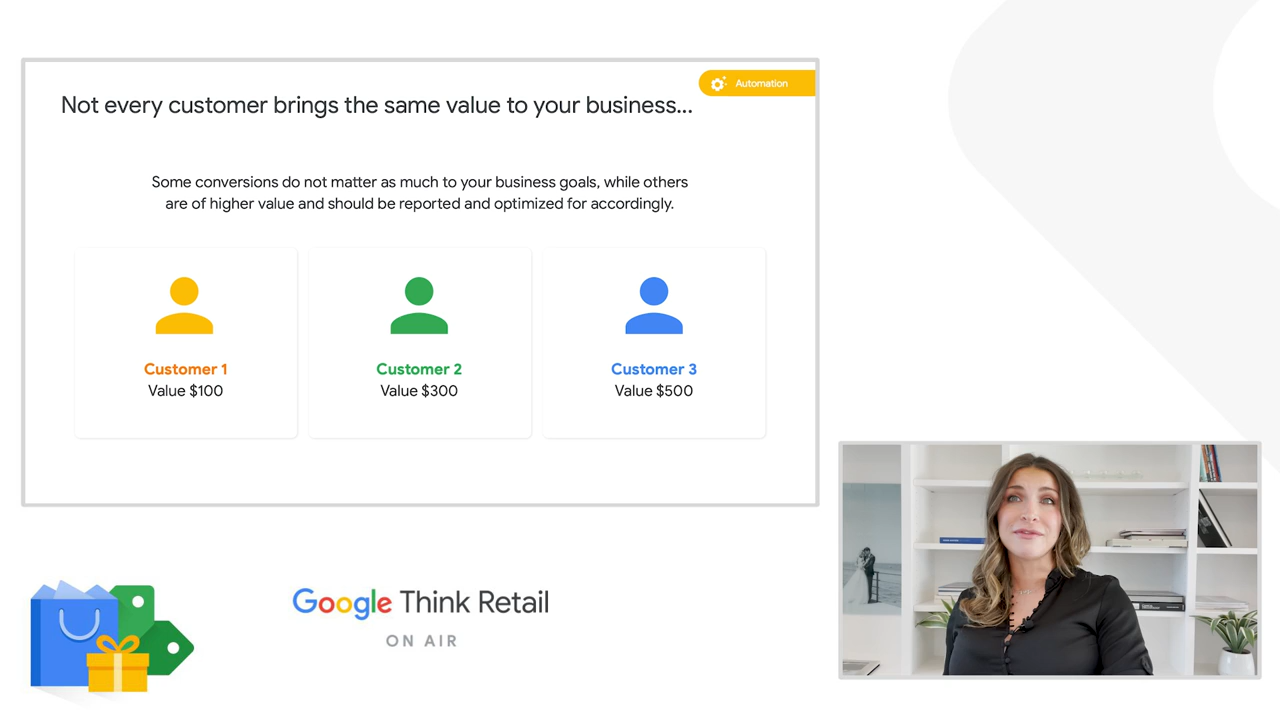 Automation
Not every customer brings the same value to your business...
Some conversions do not matter as much to your business goals, while others
are of higher value and should be reported and optimized for accordingly.
Customer 1
Value $100
Customer 2
Value $300
Customer 3
Value $500
Google Think Retail
ON AIR